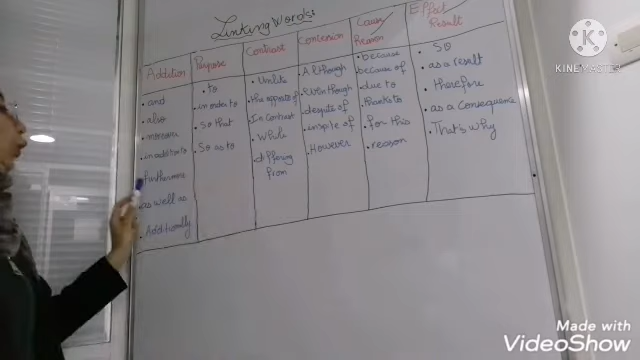 Linking Words:
Addition
• and
• also
• moreover
• in addition to
• furthermore
• as well as
• Additionally
Purpose
• to
• in order to
• So that
• So as to
Contrast
• Unlike
• the opposite of
• In Contrast
• While
• differing
from
Concession
• Although
• Even though
• despite of
• inspite of
• However
Cause/
Reason
• because
• because of
• due to
• thanks to
• for this
• reason
Effect/
Result
• So
• as a result
• therefore
• as a Consequence
• That's why
KINEMASTER
Made with
VideoShow